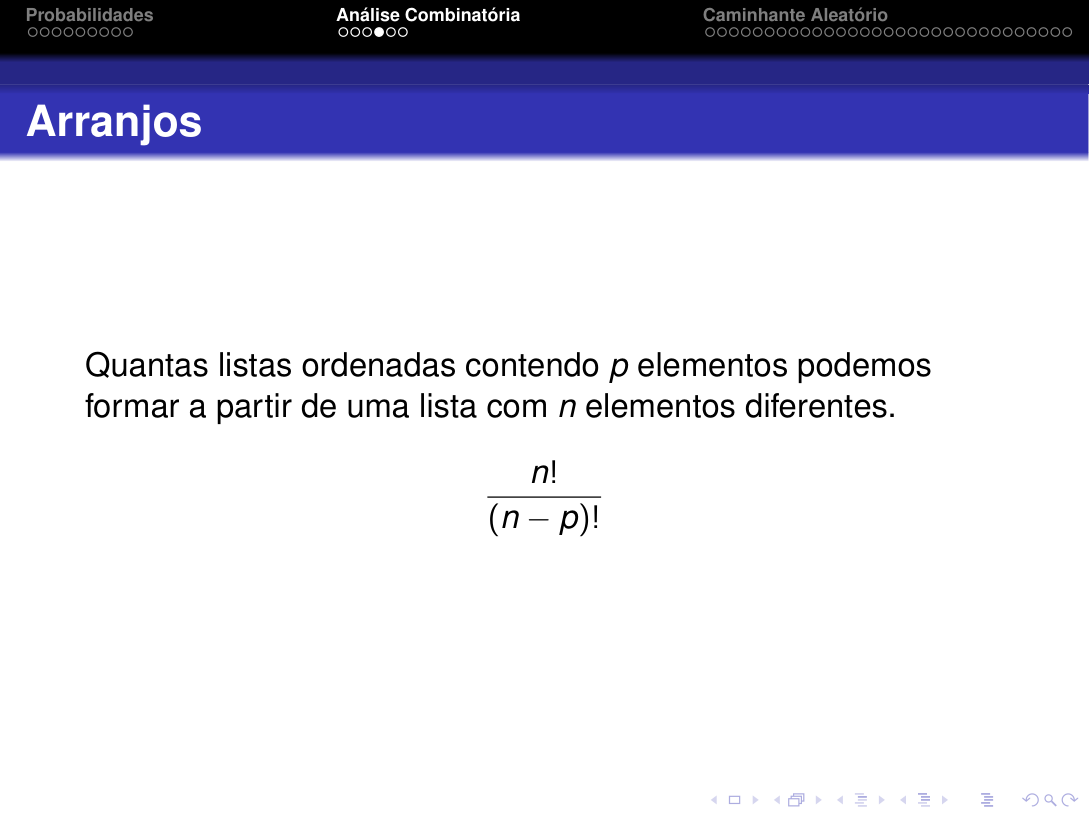 Probabilidades
Análise Combinatória
Caminhante Aleatório
Arranjos
Quantas listas ordenadas contendo p elementos podemos
formar a partir de uma lista com n elementos diferentes.
n!
(n − p)!